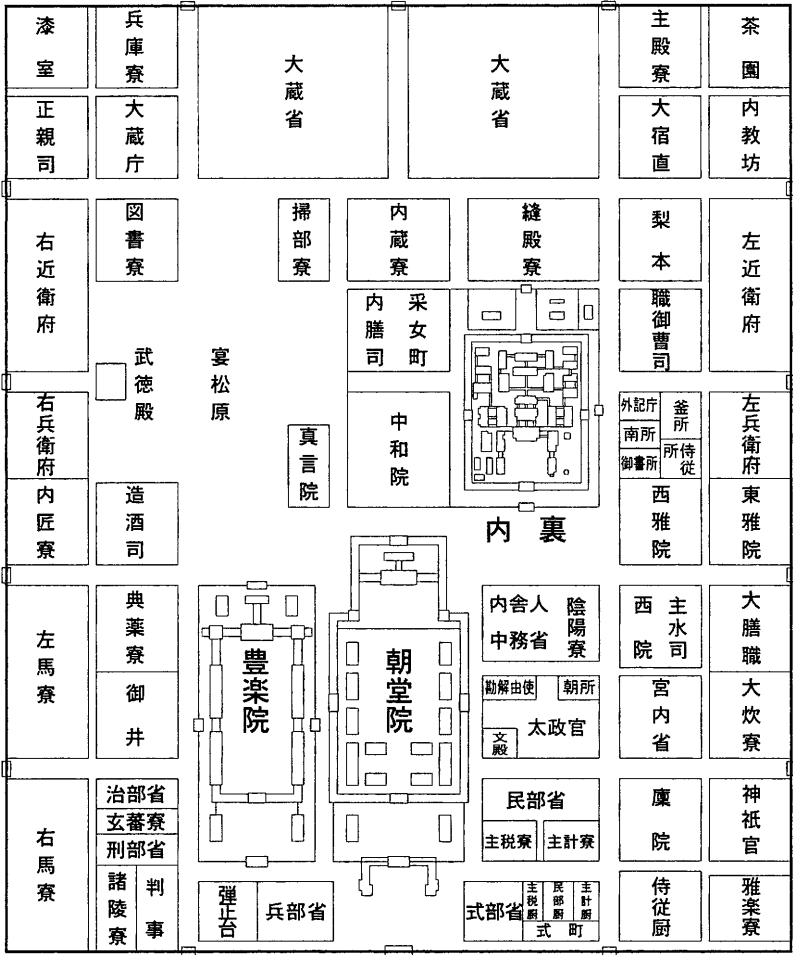 漆室
兵庫寮
大蔵省
大蔵省
主殿寮
茶園
正親司
大蔵庁
大宿直
内教坊
右近衛府
図書寮
掃部寮
内蔵寮
縫殿寮
梨本
左近衛府
内膳司
采女町
職御曹司
武徳殿
宴松原
右兵衛府
真言院
中和院
外記庁
南所
御書所
釜所
侍従所
左兵衛府
内匠寮
造酒司
内裏
西雅院
東雅院
左馬寮
典薬寮
御井
豊楽院
朝堂院
内舎人
中務省
陰陽寮
西院
主水司
大膳職
勘解由使
朝所
太政官
文殿
宮内省
大炊寮
右馬寮
治部省
玄蕃寮
刑部省
諸陵寮
判事
民部省
主税寮
主計寮
廩院
神祇官
弾正台
兵部省
式部省
主税厨
民部厨
主計厨
式町
侍従厨
雅楽寮